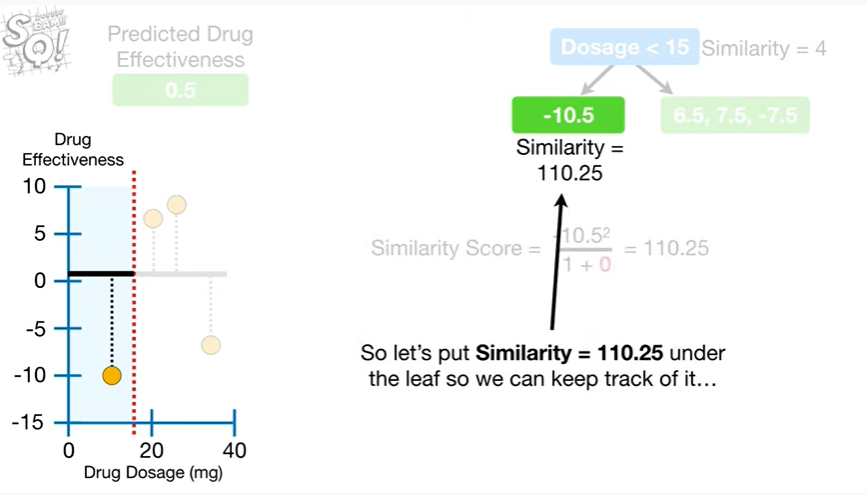 DOUBLE
BAM!!
SQ!
Predicted Drug
Effectiveness
0.5
Dosage < 15 Similarity = 4
-10.5 6.5, 7.5, -7.5
Similarity =
110.25
Similarity Score = -10.5² / 1 + 0 = 110.25
So let's put Similarity = 110.25 under
the leaf so we can keep track of it…
Drug
Effectiveness
10
5
0
-5
-10
-15
0 20 40
Drug Dosage (mg)